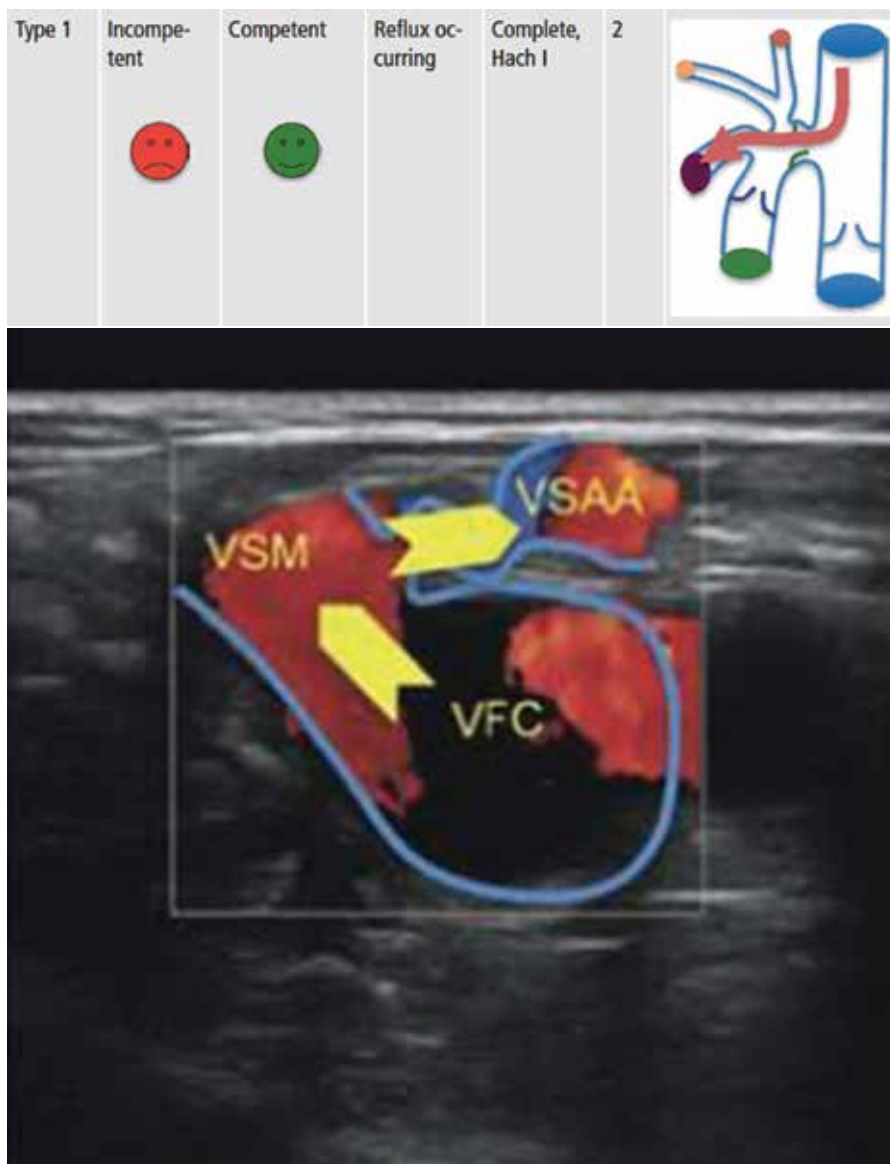 Type 1
Incompe-
tent
Competent
Reflux oc-
curring
Complete,
Hach I
2
VSM
VSAA
VFC